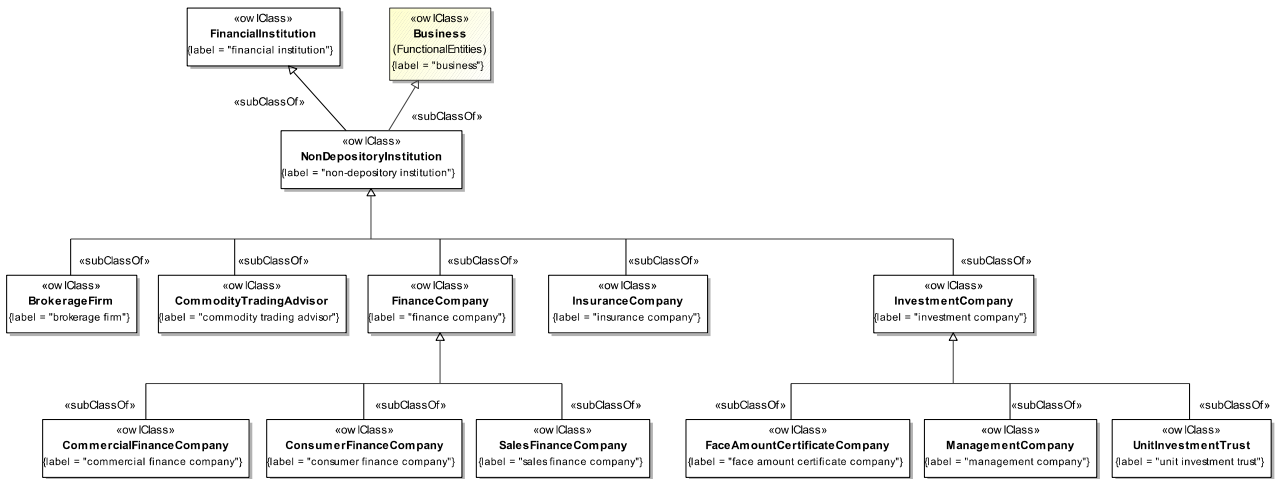 «owlClass»
FinancialInstitution
{label = "financial institution"}
«owlClass»
Business
(FunctionalEntities)
{label = "business"}
«subClassOf»
«subClassOf»
«owlClass»
NonDepositoryInstitution
{label = "non-depository institution"}
«subClassOf»
«subClassOf»
«subClassOf»
«subClassOf»
«subClassOf»
«owlClass»
BrokerageFirm
{label = "brokerage firm"}
«owlClass»
CommodityTradingAdvisor
{label = "commodity trading advisor"}
«owlClass»
FinanceCompany
{label = "finance company"}
«owlClass»
InsuranceCompany
{label = "insurance company"}
«owlClass»
InvestmentCompany
{label = "investment company"}
«subClassOf»
«subClassOf»
«subClassOf»
«subClassOf»
«subClassOf»
«subClassOf»
«owlClass»
CommercialFinanceCompany
{label = "commercial finance company"}
«owlClass»
ConsumerFinanceCompany
{label = "consumer finance company"}
«owlClass»
SalesFinanceCompany
{label = "sales finance company"}
«owlClass»
FaceAmountCertificateCompany
{label = "face amount certificate company"}
«owlClass»
ManagementCompany
{label = "management company"}
«owlClass»
UnitInvestmentTrust
{label = "unit investment trust"}